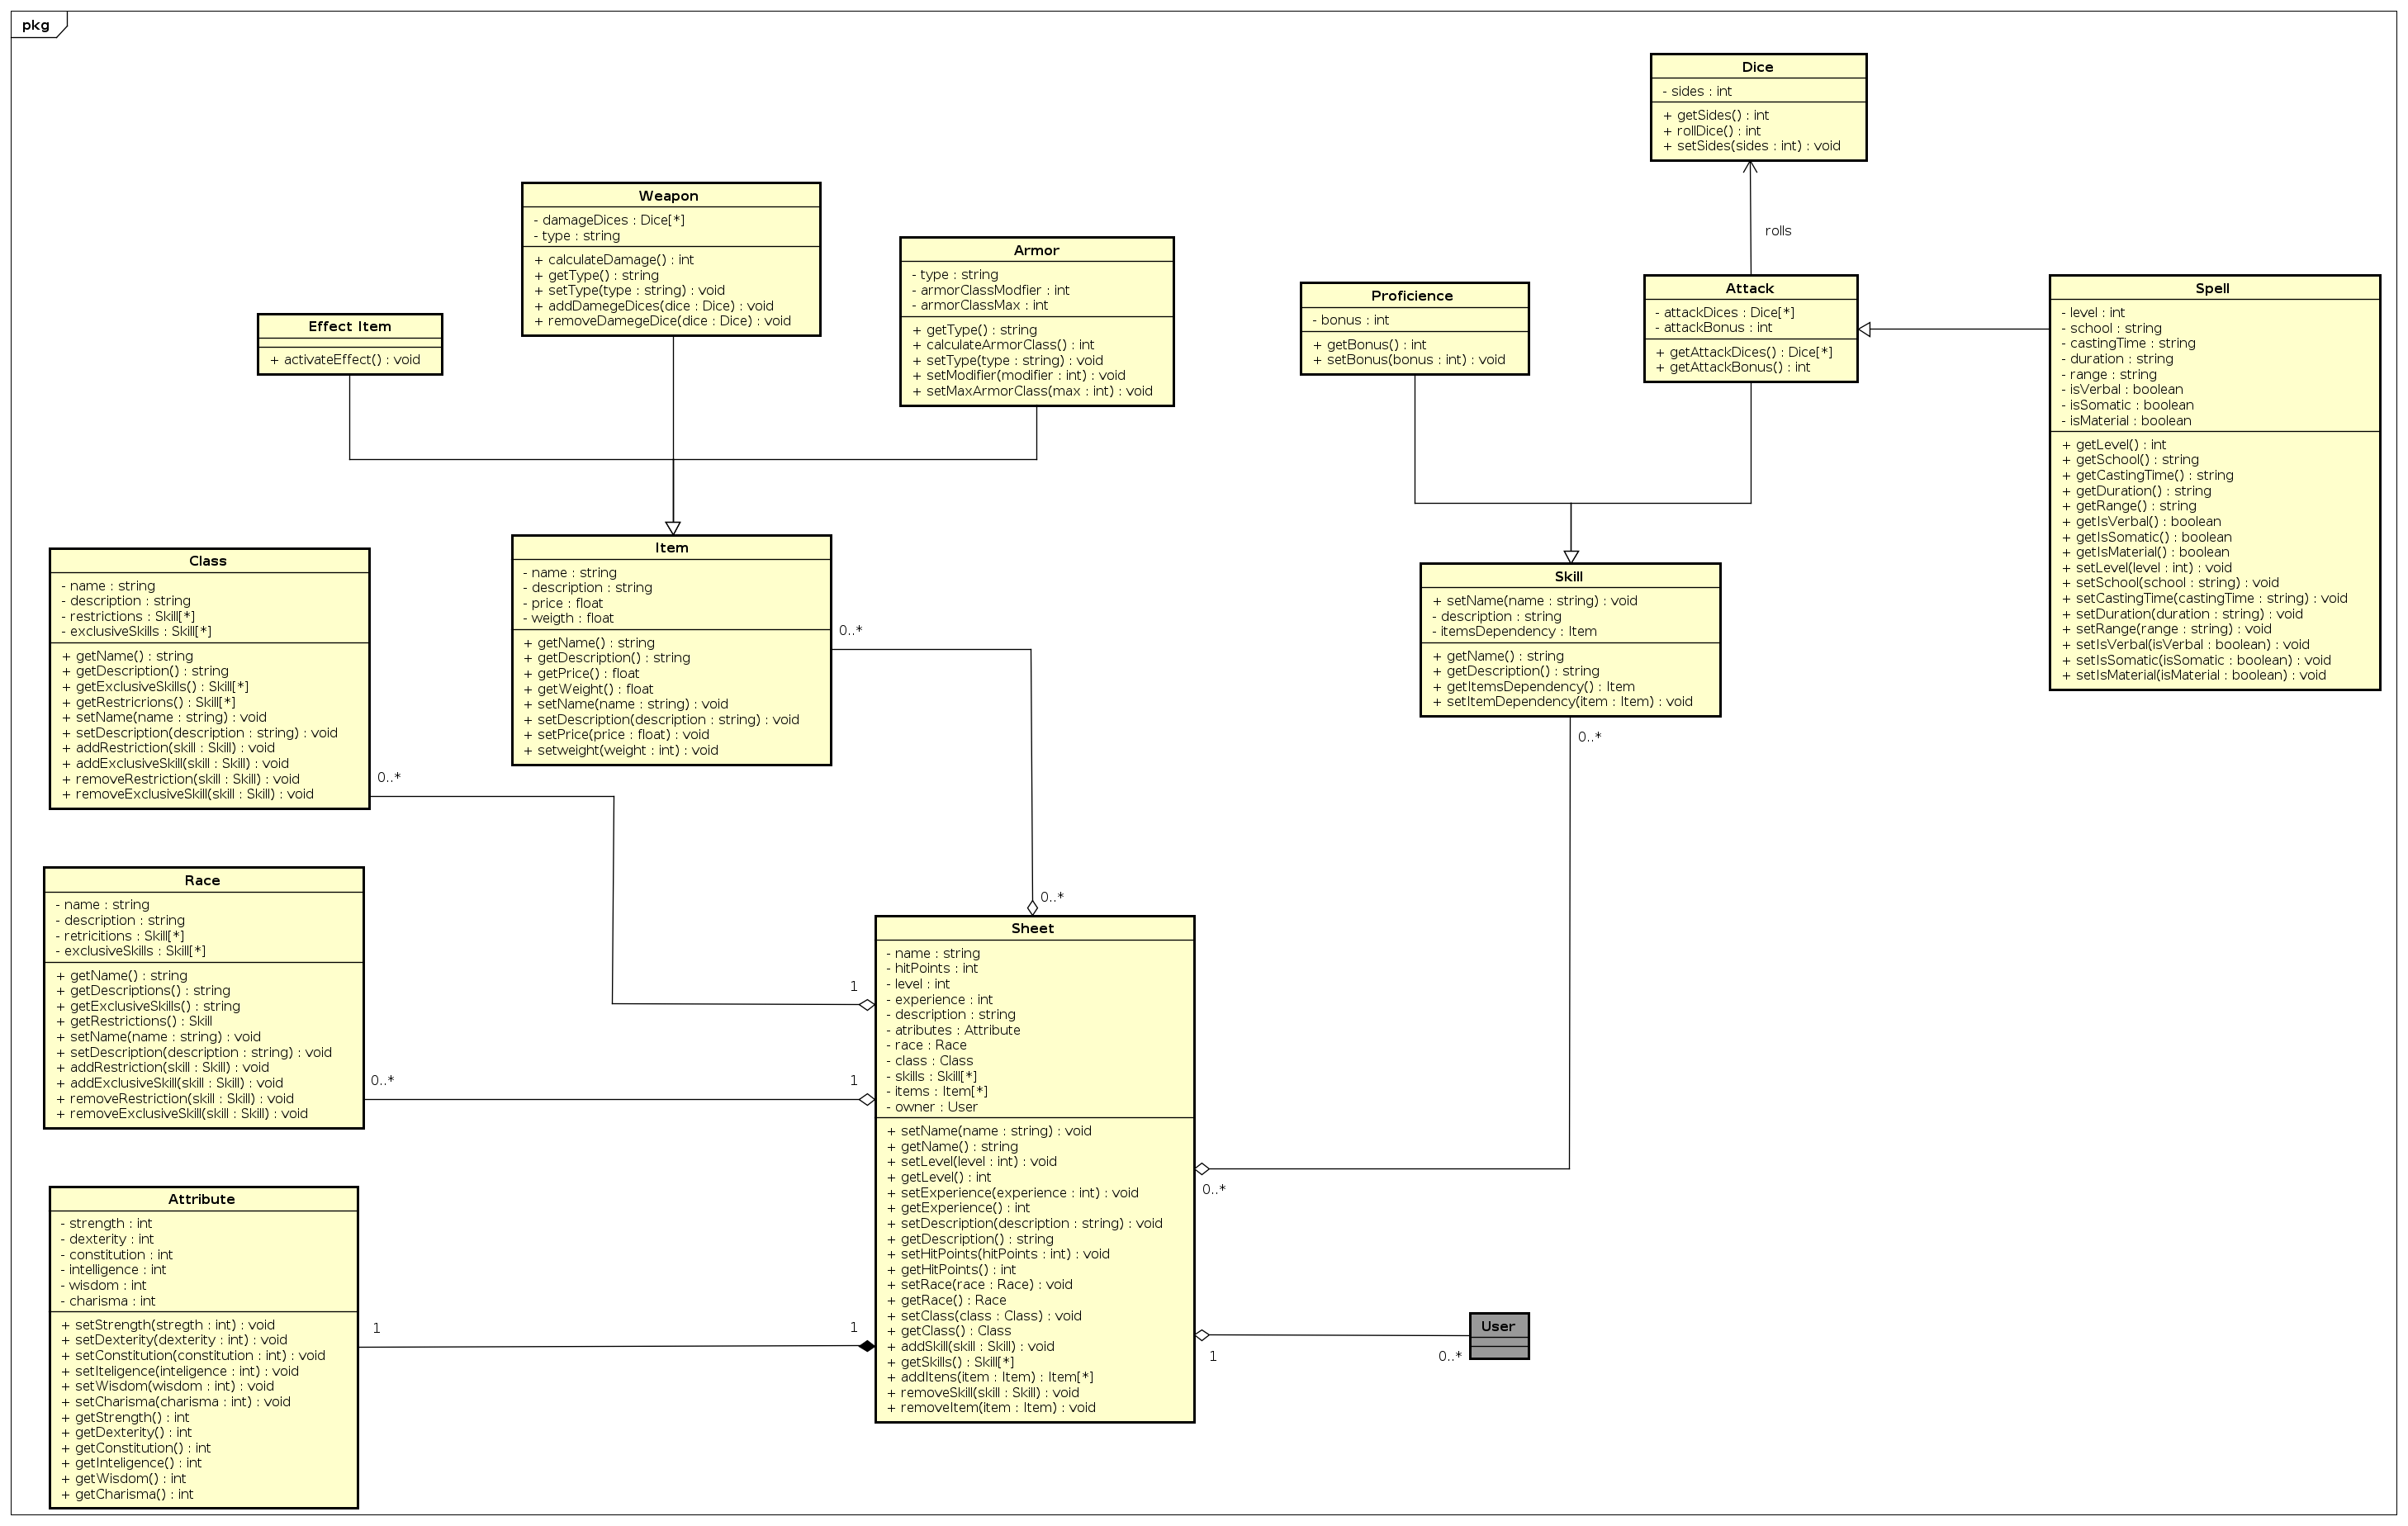 pkg
Dice
- sides : int
+ getSides() : int
+ rollDice() : int
+ setSides(sides : int) : void
rolls
Weapon
- damageDices : Dice[*]
- type : string
+ calculateDamage() : int
+ getType() : string
+ setType(type : string) : void
+ addDamegeDices(dice : Dice) : void
+ removeDamegeDice(dice : Dice) : void
Armor
- type : string
- armorClassModfier : int
- armorClassMax : int
+ getType() : string
+ calculateArmorClass() : int
+ setType(type : string) : void
+ setModifier(modifier : int) : void
+ setMaxArmorClass(max : int) : void
Effect Item
+ activateEffect() : void
Proficience
- bonus : int
+ getBonus() : int
+ setBonus(bonus : int) : void
Attack
- attackDices : Dice[*]
- attackBonus : int
+ getAttackDices() : Dice[*]
+ getAttackBonus() : int
Spell
- level : int
- school : string
- castingTime : string
- duration : string
- range : string
- isVerbal : boolean
- isSomatic : boolean
- isMaterial : boolean
+ getLevel() : int
+ getSchool() : string
+ getCastingTime() : string
+ getDuration() : string
+ getRange() : string
+ getIsVerbal() : boolean
+ getIsSomatic() : boolean
+ getIsMaterial() : boolean
+ setLevel(level : int) : void
+ setSchool(school : string) : void
+ setCastingTime(castingTime : string) : void
+ setDuration(duration : string) : void
+ setRange(range : string) : void
+ setIsVerbal(isVerbal : boolean) : void
+ setIsSomatic(isSomatic : boolean) : void
+ setIsMaterial(isMaterial : boolean) : void
Class
- name : string
- description : string
- restrictions : Skill[*]
- exclusiveSkills : Skill[*]
+ getName() : string
+ getDescription() : string
+ getExclusiveSkills() : Skill[*]
+ getRestricrions() : Skill[*]
+ setName(name : string) : void
+ setDescription(description : string) : void
+ addRestriction(skill : Skill) : void
+ addExclusiveSkill(skill : Skill) : void
+ removeRestriction(skill : Skill) : void
+ removeExclusiveSkill(skill : Skill) : void
0..*
Item
- name : string
- description : string
- price : float
- weigth : float
+ getName() : string
+ getDescription() : string
+ getPrice() : float
+ getWeight() : float
+ setName(name : string) : void
+ setDescription(description : string) : void
+ setPrice(price : float) : void
+ setweight(weight : int) : void
0..*
Skill
+ setName(name : string) : void
- description : string
- itemsDependency : Item
+ getName() : string
+ getDescription() : string
+ getItemsDependency() : Item
+ setItemDependency(item : Item) : void
0..*
Race
- name : string
- description : string
- retricitions : Skill[*]
- exclusiveSkills : Skill[*]
+ getName() : string
+ getDescriptions() : string
+ getExclusiveSkills() : string
+ getRestrictions() : Skill
+ setName(name : string) : void
+ setDescription(description : string) : void
+ addRestriction(skill : Skill) : void
+ addExclusiveSkill(skill : Skill) : void
+ removeRestriction(skill : Skill) : void
+ removeExclusiveSkill(skill : Skill) : void
0..*
0..*
1
1
Sheet
- name : string
- hitPoints : int
- level : int
- experience : int
- description : string
- atributes : Attribute
- race : Race
- class : Class
- skills : Skill[*]
- items : Item[*]
- owner : User
+ setName(name : string) : void
+ getName() : string
+ setLevel(level : int) : void
+ getLevel() : int
+ setExperience(experience : int) : void
+ getExperience() : int
+ setDescription(description : string) : void
+ getDescription() : string
+ setHitPoints(hitPoints : int) : void
+ getHitPoints() : int
+ setRace(race : Race) : void
+ getRace() : Race
+ setClass(class : Class) : void
+ getClass() : Class
+ addSkill(skill : Skill) : void
+ getSkills() : Skill[*]
+ addItens(item : Item) : Item[*]
+ removeSkill(skill : Skill) : void
+ removeItem(item : Item) : void
0..*
Attribute
- strength : int
- dexterity : int
- constitution : int
- intelligence : int
- wisdom : int
- charisma : int
+ setStrength(stregth : int) : void
+ setDexterity(dexterity : int) : void
+ setConstitution(constitution : int) : void
+ setIteligence(inteligence : int) : void
+ setWisdom(wisdom : int) : void
+ setCharisma(charisma : int) : void
+ getStrength() : int
+ getDexterity() : int
+ getConstitution() : int
+ getInteligence() : int
+ getWisdom() : int
+ getCharisma() : int
1
1
User
1
0..*